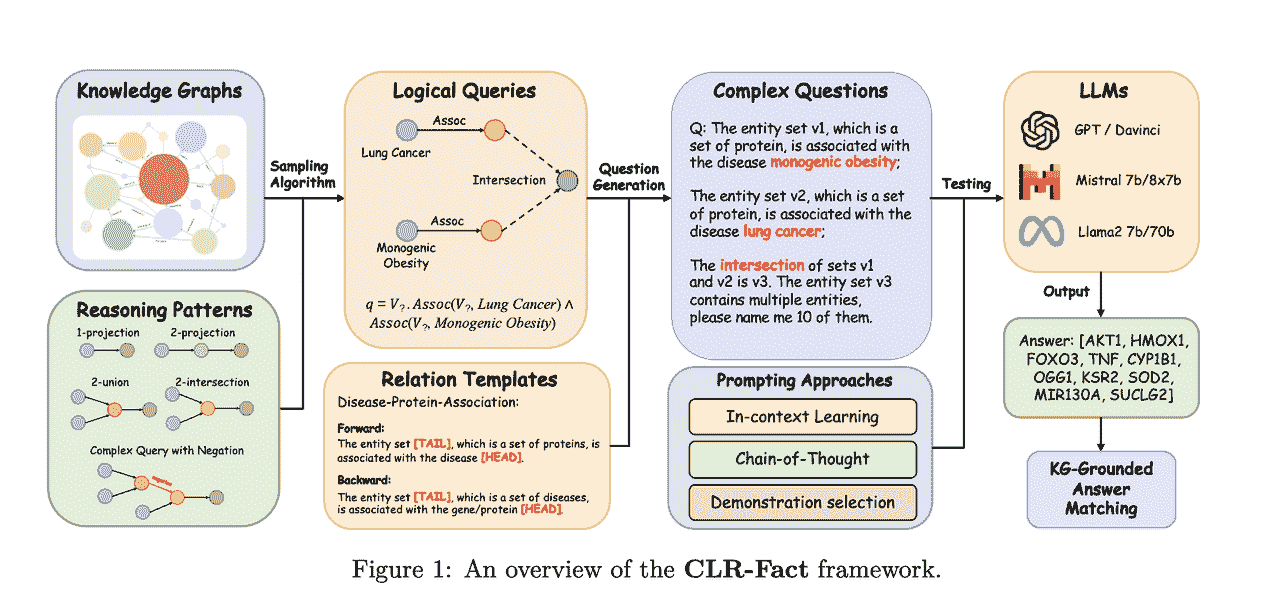 Knowledge Graphs
Reasoning Patterns
1-projection
2-projection
2-union
2-intersection
Complex Query with Negation
Sampling
Algorithm
Logical Queries
Assoc
Lung Cancer
Intersection
Assoc
Monogenic
Obesity
q = V?. Assoc(V?, Lung Cancer) ∧
Assoc(V?, Monogenic Obesity)
Relation Templates
Disease-Protein-Association:
Forward:
The entity set [TAIL], which is a set of proteins, is
associated with the disease [HEAD].
Backward:
The entity set [TAIL], which is a set of diseases,
is associated with the gene/protein [HEAD].
Question
Generation
Complex Questions
Q: The entity set v1, which is a
set of protein, is associated with
the disease monogenic obesity;
The entity set v2, which is a set
of protein, is associated with the
disease lung cancer;
The intersection of sets v1
and v2 is v3. The entity set v3
contains multiple entities,
please name me 10 of them.
Prompting Approaches
In-context Learning
Chain-of-Thought
Demonstration selection
Testing
LLMs
GPT / Davinci
Mistral 7b/8x7b
Llama2 7b/70b
Output
Answer: [AKT1, HMOX1,
FOXO3, TNF, CYP1B1,
OGG1, KSR2, SOD2,
MIR130A, SUCLG2]
KG-Grounded
Answer
Matching
Figure 1: An overview of the CLR-Fact framework.